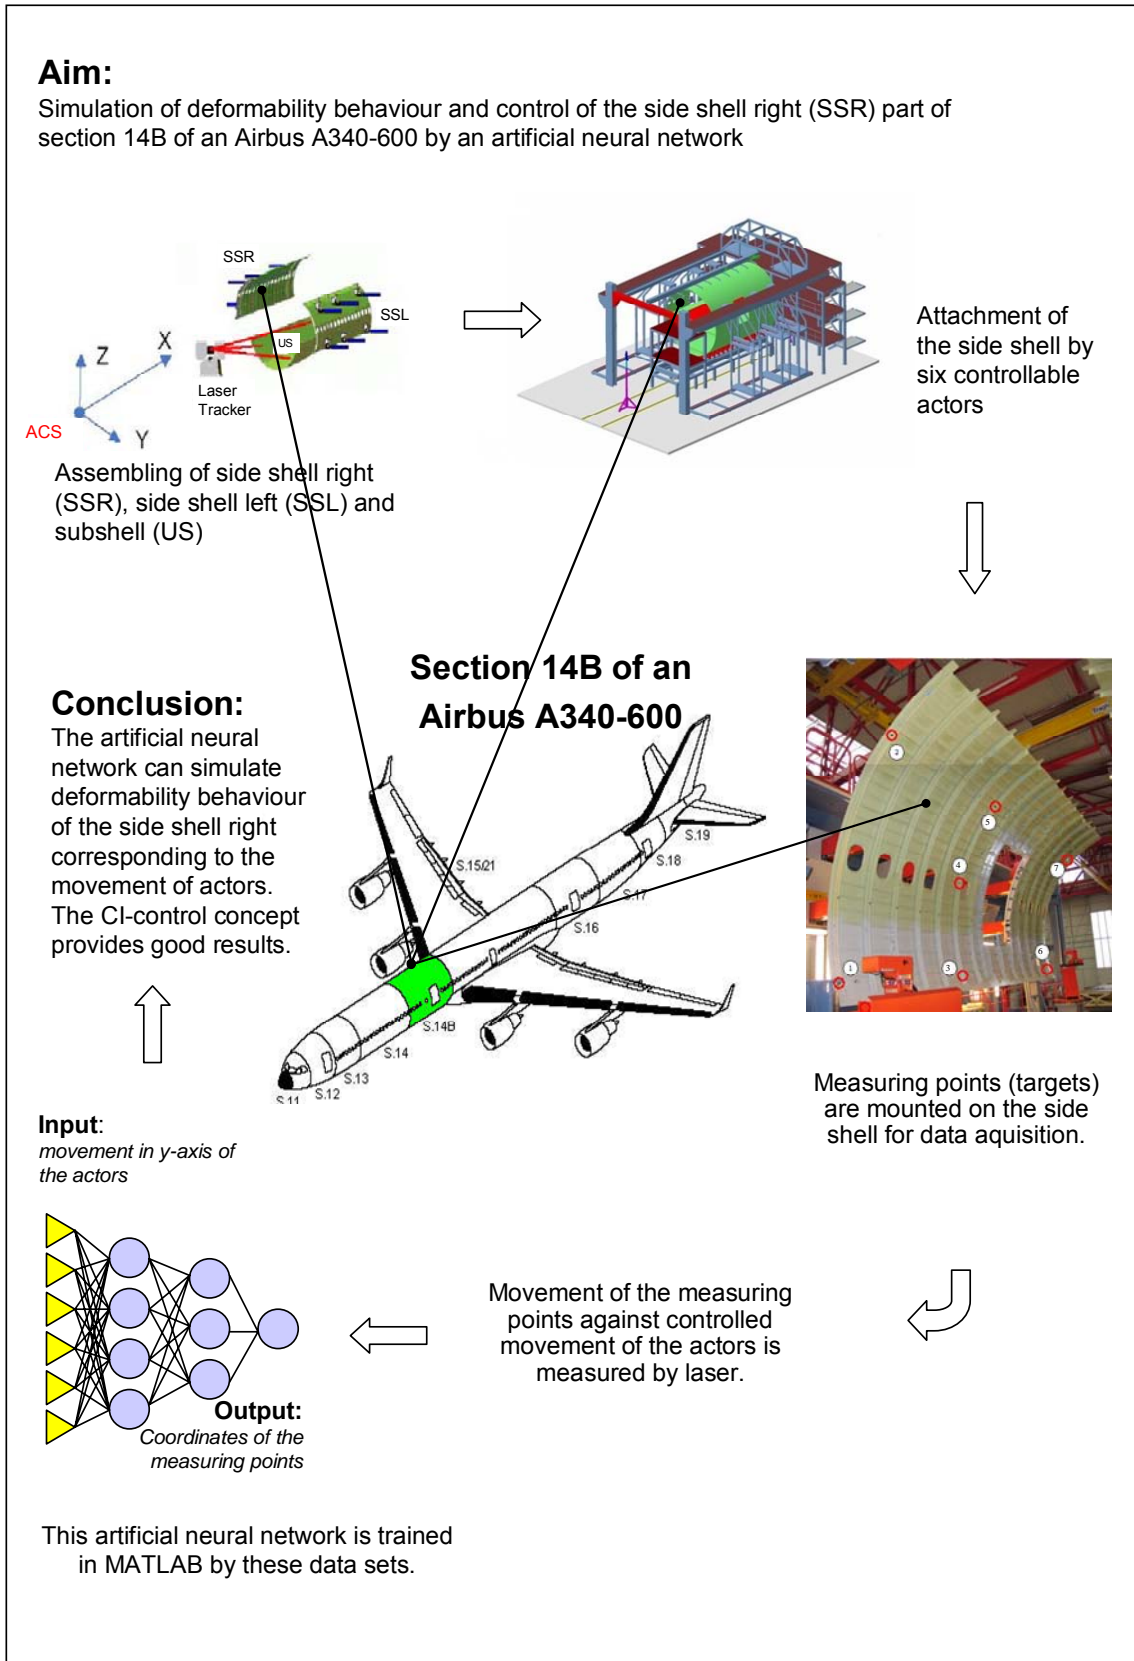 Aim:
Simulation of deformability behaviour and control of the side shell right (SSR) part of
section 14B of an Airbus A340-600 by an artificial neural network
SSR
SSL
US
Z
X
Y
ACS
Laser
Tracker
Assembling of side shell right
(SSR), side shell left (SSL) and
subshell (US)
Attachment of
the side shell by
six controllable
actors
Section 14B of an
Airbus A340-600
Conclusion:
The artificial neural
network can simulate
deformability behaviour
of the side shell right
corresponding to the
movement of actors.
The CI-control concept
provides good results.
S.19
S.18
S.17
S.16
S.15/21
S.14B
S.14
S.13
S.12
S.11
2
5
4
7
1
3
6
Measuring points (targets)
are mounted on the side
shell for data aquisition.
Input:
movement in y-axis of
the actors
Output:
Coordinates of the
measuring points
Movement of the measuring
points against controlled
movement of the actors is
measured by laser.
This artificial neural network is trained
in MATLAB by these data sets.